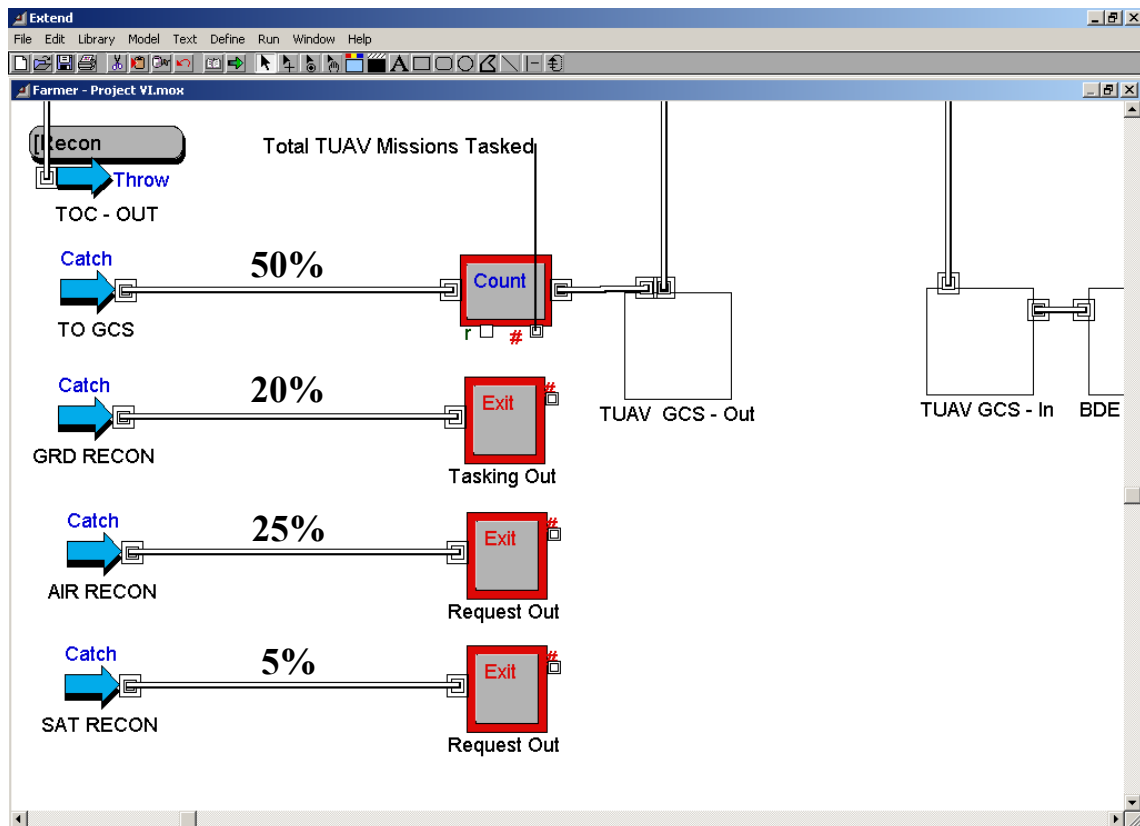 Extend
File Edit Library Model Text Define Run Window Help
A
Farmer - Project VI.mox
[Recon
Total TUAV Missions Tasked
Throw
TOC - OUT
Catch
50%
Count
TO GCS
r #
Catch
20%
#
Exit
TUAV GCS - Out
TUAV GCS - In
BDE
GRD RECON
Tasking Out
Catch
25%
#
Exit
AIR RECON
Request Out
Catch
5%
#
Exit
SAT RECON
Request Out